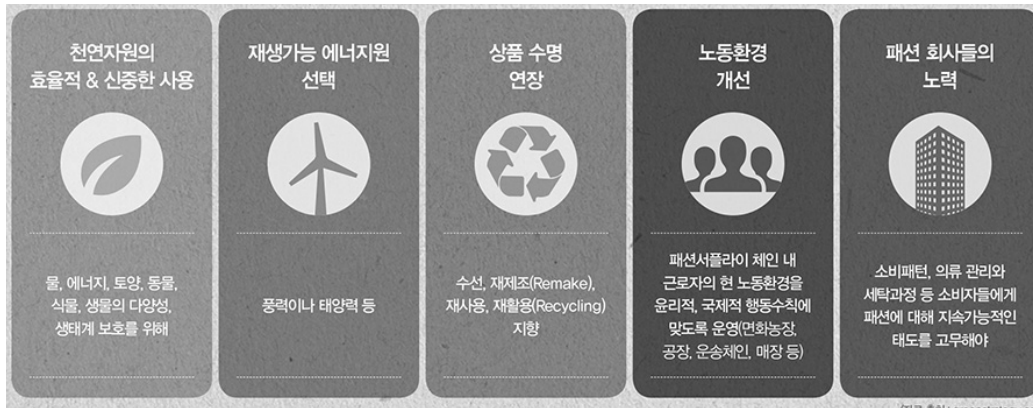 천연자원의
효율적 & 신중한 사용
물, 에너지, 토양, 동물,
식물, 생물의 다양성,
생태계 보호를 위해
재생가능 에너지원
선택
풍력이나 태양력 등
상품 수명
연장
수선, 재제조(Remake),
재사용, 재활용(Recycling)
지향
노동환경
개선
패션서플라이 체인 내
근로자의 현 노동환경을
윤리적, 국제적 행동수칙에
맞도록 운영(면화농장,
공장, 운송체인, 매장 등)
패션 회사들의
노력
소비패턴, 의류 관리와
세탁과정 등 소비자들에게
패션에 대해 지속가능적인
태도를 고무해야